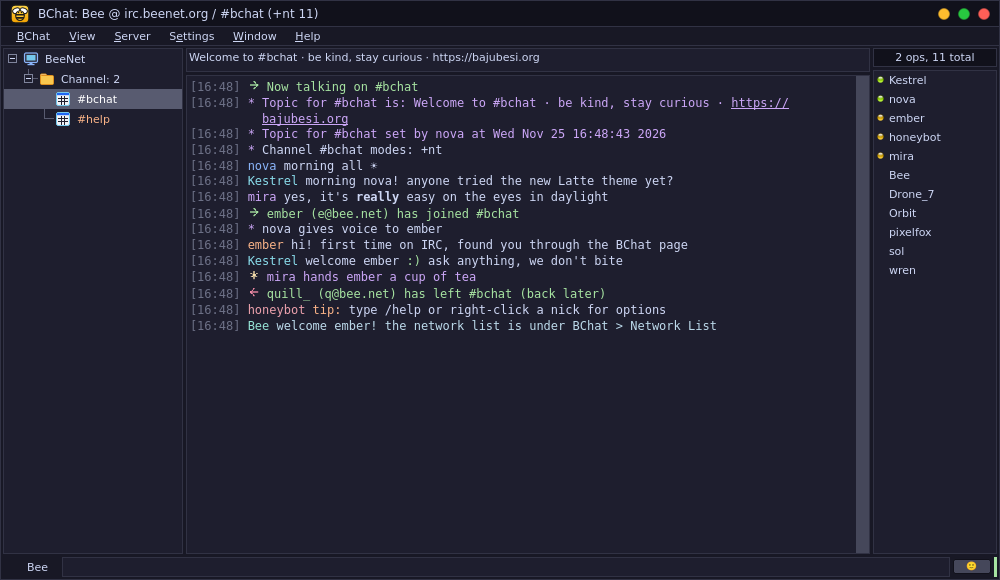 BChat: Bee @ irc.beenet.org / #bchat (+nt 11)
BChat View Server Settings Window Help
BeeNet
Channel: 2
#bchat
#help
Welcome to #bchat · be kind, stay curious · https://bajubesi.org
[16:48] Now talking on #bchat
[16:48] * Topic for #bchat is: Welcome to #bchat · be kind, stay curious · https://
bajubesi.org
[16:48] * Topic for #bchat set by nova at Wed Nov 25 16:48:43 2026
[16:48] * Channel #bchat modes: +nt
[16:48] nova morning all ☀
[16:48] Kestrel morning nova! anyone tried the new Latte theme yet?
[16:48] mira yes, it's really easy on the eyes in daylight
[16:48] ember (e@bee.net) has joined #bchat
[16:48] * nova gives voice to ember
[16:48] ember hi! first time on IRC, found you through the BChat page
[16:48] Kestrel welcome ember :) ask anything, we don't bite
[16:48] mira hands ember a cup of tea
[16:48] quill_ (q@bee.net) has left #bchat (back later)
[16:48] honeybot tip: type /help or right-click a nick for options
[16:48] Bee welcome ember! the network list is under BChat > Network List
2 ops, 11 total
Kestrel
nova
ember
honeybot
mira
Bee
Drone_7
Orbit
pixelfox
sol
wren
Bee